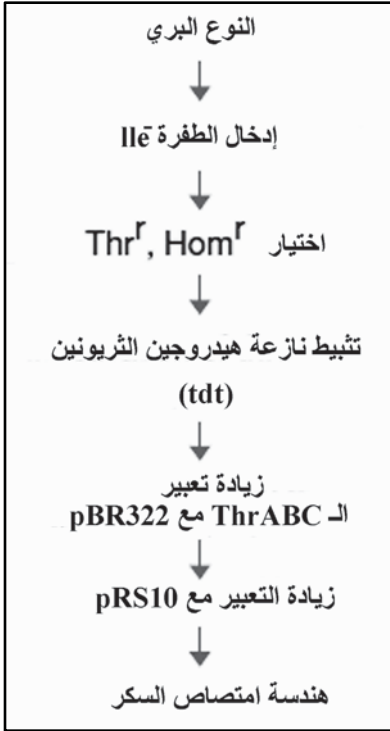 النوع البري
إدخال الطفرة Ile⁻
اختيار Thrʳ, Homʳ
تثبيط نازعة هيدروجين الثريونين
(tdt)
زيادة تعبير
الـ ThrABC مع pBR322
زيادة التعبير مع pRS10
هندسة امتصاص السكر